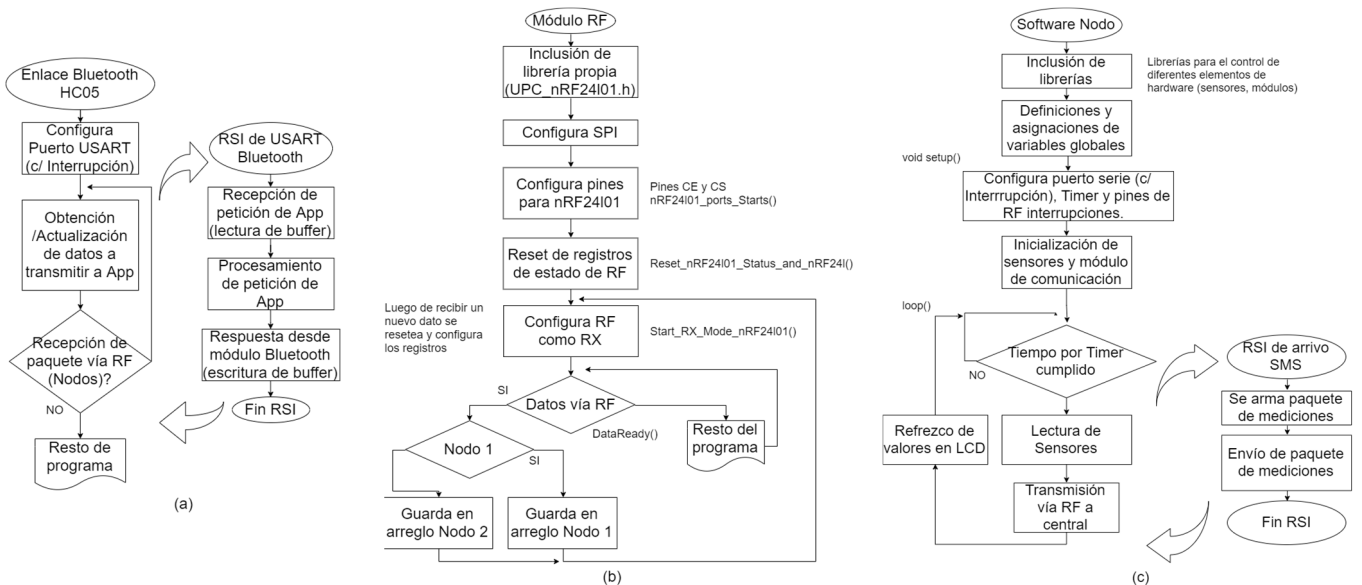 Enlace Bluetooth
HC05
Configura
Puerto USART
(c/ Interrupción)
Obtención
/Actualización
de datos a
transmitir a App
Recepción de
paquete vía RF
(Nodos)?
NO
Resto de
programa
RSI de USART
Bluetooth
Recepción de
petición de App
(lectura de buffer)
Procesamiento
de petición de
App
Respuesta desde
módulo Bluetooth
(escritura de buffer)
Fin RSI
(a)
Módulo RF
Inclusión de
librería propia
(UPC_nRF24l01.h)
Configura SPI
Configura pines
para nRF24l01
Pines CE y CS
nRF24l01_ports_Starts()
Reset de registros
de estado de RF
Reset_nRF24l01_Status_and_nRF24l()
Luego de recibir un
nuevo dato se
resetea y configura
los registros
Configura RF
como RX
Start_RX_Mode_nRF24l01()
SI
Datos vía RF
DataReady()
Resto del
programa
Nodo 1
SI
Guarda en
arreglo Nodo 2
Guarda en
arreglo Nodo 1
(b)
Software Nodo
Inclusión de
librerías
Librerías para el control de
diferentes elementos de
hardware (sensores, módulos)
Definiciones y
asignaciones de
variables globales
void setup()
Configura puerto serie (c/
Interrrupción), Timer y pines de
RF interrupciones.
Inicialización de
sensores y módulo
de comunicación
loop()
Tiempo por Timer
cumplido
NO
Refrezco de
valores en LCD
Lectura de
Sensores
Transmisión
vía RF a
central
RSI de arrivo
SMS
Se arma paquete
de mediciones
Envío de paquete
de mediciones
Fin RSI
(c)